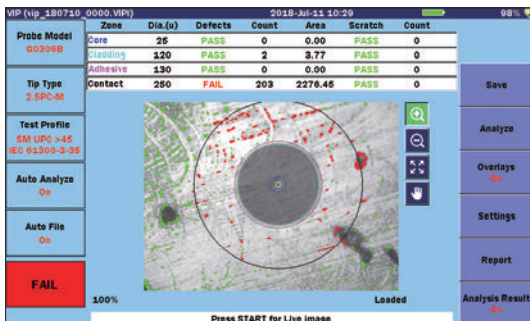 VIP (vip_180710_0000.VIPI) 2018-Jul-11 10:29 98%
Zone Dia.(u) Defects Count Area Scratch Count
Core 25 PASS 0 0.00 PASS 0
Cladding 120 PASS 2 3.77 PASS 0
Adhesive 130 PASS 0 0.00 PASS 0
Contact 250 FAIL 203 2276.45 PASS 0
Probe Model
G0306B
Tip Type
2.5PC-M
Test Profile
SM UPC >45
IEC 61300-3-35
Auto Analyze
On
Auto File
On
FAIL
100% Loaded
Press START for Live image
Save
Analyze
Overlays
On
Settings
Report
Analysis Result
On